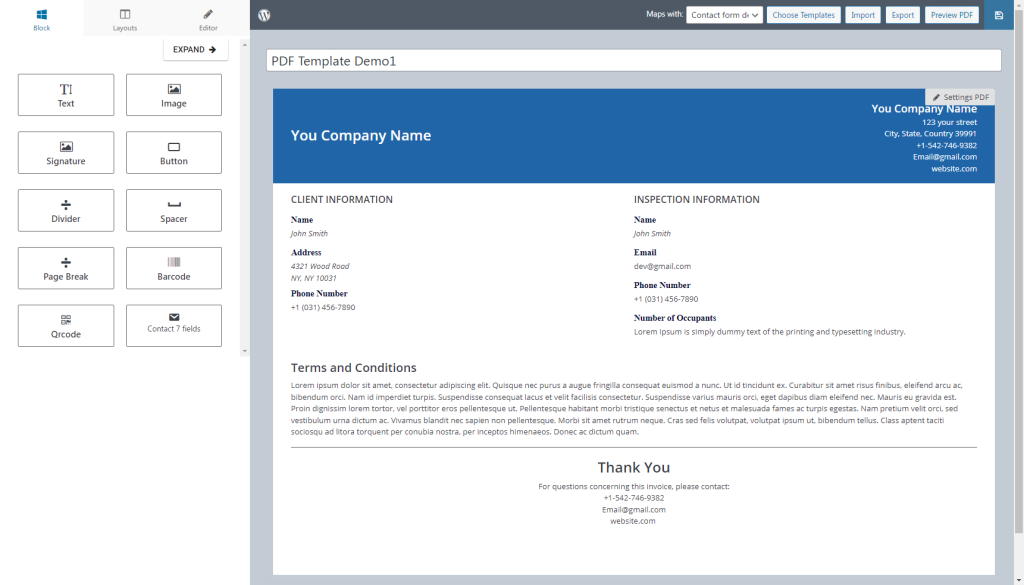 Block
Layouts
Editor
EXPAND
Text
Image
Signature
Button
Divider
Spacer
Page Break
Barcode
Qrcode
Contact 7 fields
Maps with:
Contact form d
Choose Templates
Import
Export
Preview PDF
PDF Template Demo1
Settings PDF
You Company Name
You Company Name
123 your street
City, State, Country 39991
+1-542-746-9382
Email@gmail.com
website.com
CLIENT INFORMATION
Name
John Smith
Address
4321 Wood Road
NY, NY 10031
Phone Number
+1 (031) 456-7890
INSPECTION INFORMATION
Name
John Smith
Email
dev@gmail.com
Phone Number
+1 (031) 456-7890
Number of Occupants
Lorem Ipsum is simply dummy text of the printing and typesetting industry.
Terms and Conditions
Lorem ipsum dolor sit amet, consectetur adipiscing elit. Quisque nec purus a augue fringilla consequat euismod a nunc. Ut id tincidunt ex. Curabitur sit amet risus finibus, eleifend arcu ac,
bibendum orci. Nam id imperdiet turpis. Suspendisse consequat lacus et velit facilisis consectetur. Suspendisse varius mauris orci, eget dapibus diam eleifend nec. Mauris eu gravida est.
Proin dignissim lorem tortor, vel porttitor eros pellentesque ut. Pellentesque habitant morbi tristique senectus et netus et malesuada fames ac turpis egestas. Nam pretium velit orci, sed
vestibulum urna dictum ac. Vivamus blandit nec sapien non pellentesque. Morbi sit amet rutrum neque. Cras sed felis volutpat, volutpat ipsum ut, bibendum tellus. Class aptent taciti
sociosqu ad litora torquent per conubia nostra, per inceptos himenaeos. Donec ac dictum quam.
Thank You
For questions concerning this invoice, please contact:
+1-542-746-9382
Email@gmail.com
website.com